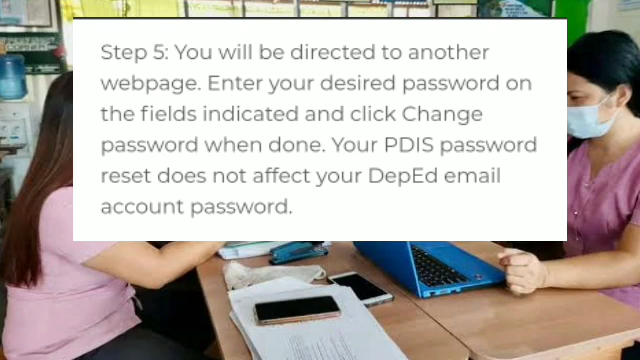 Step 5: You will be directed to another
webpage. Enter your desired password on
the fields indicated and click Change
password when done. Your PDIS password
reset does not affect your DepEd email
account password.